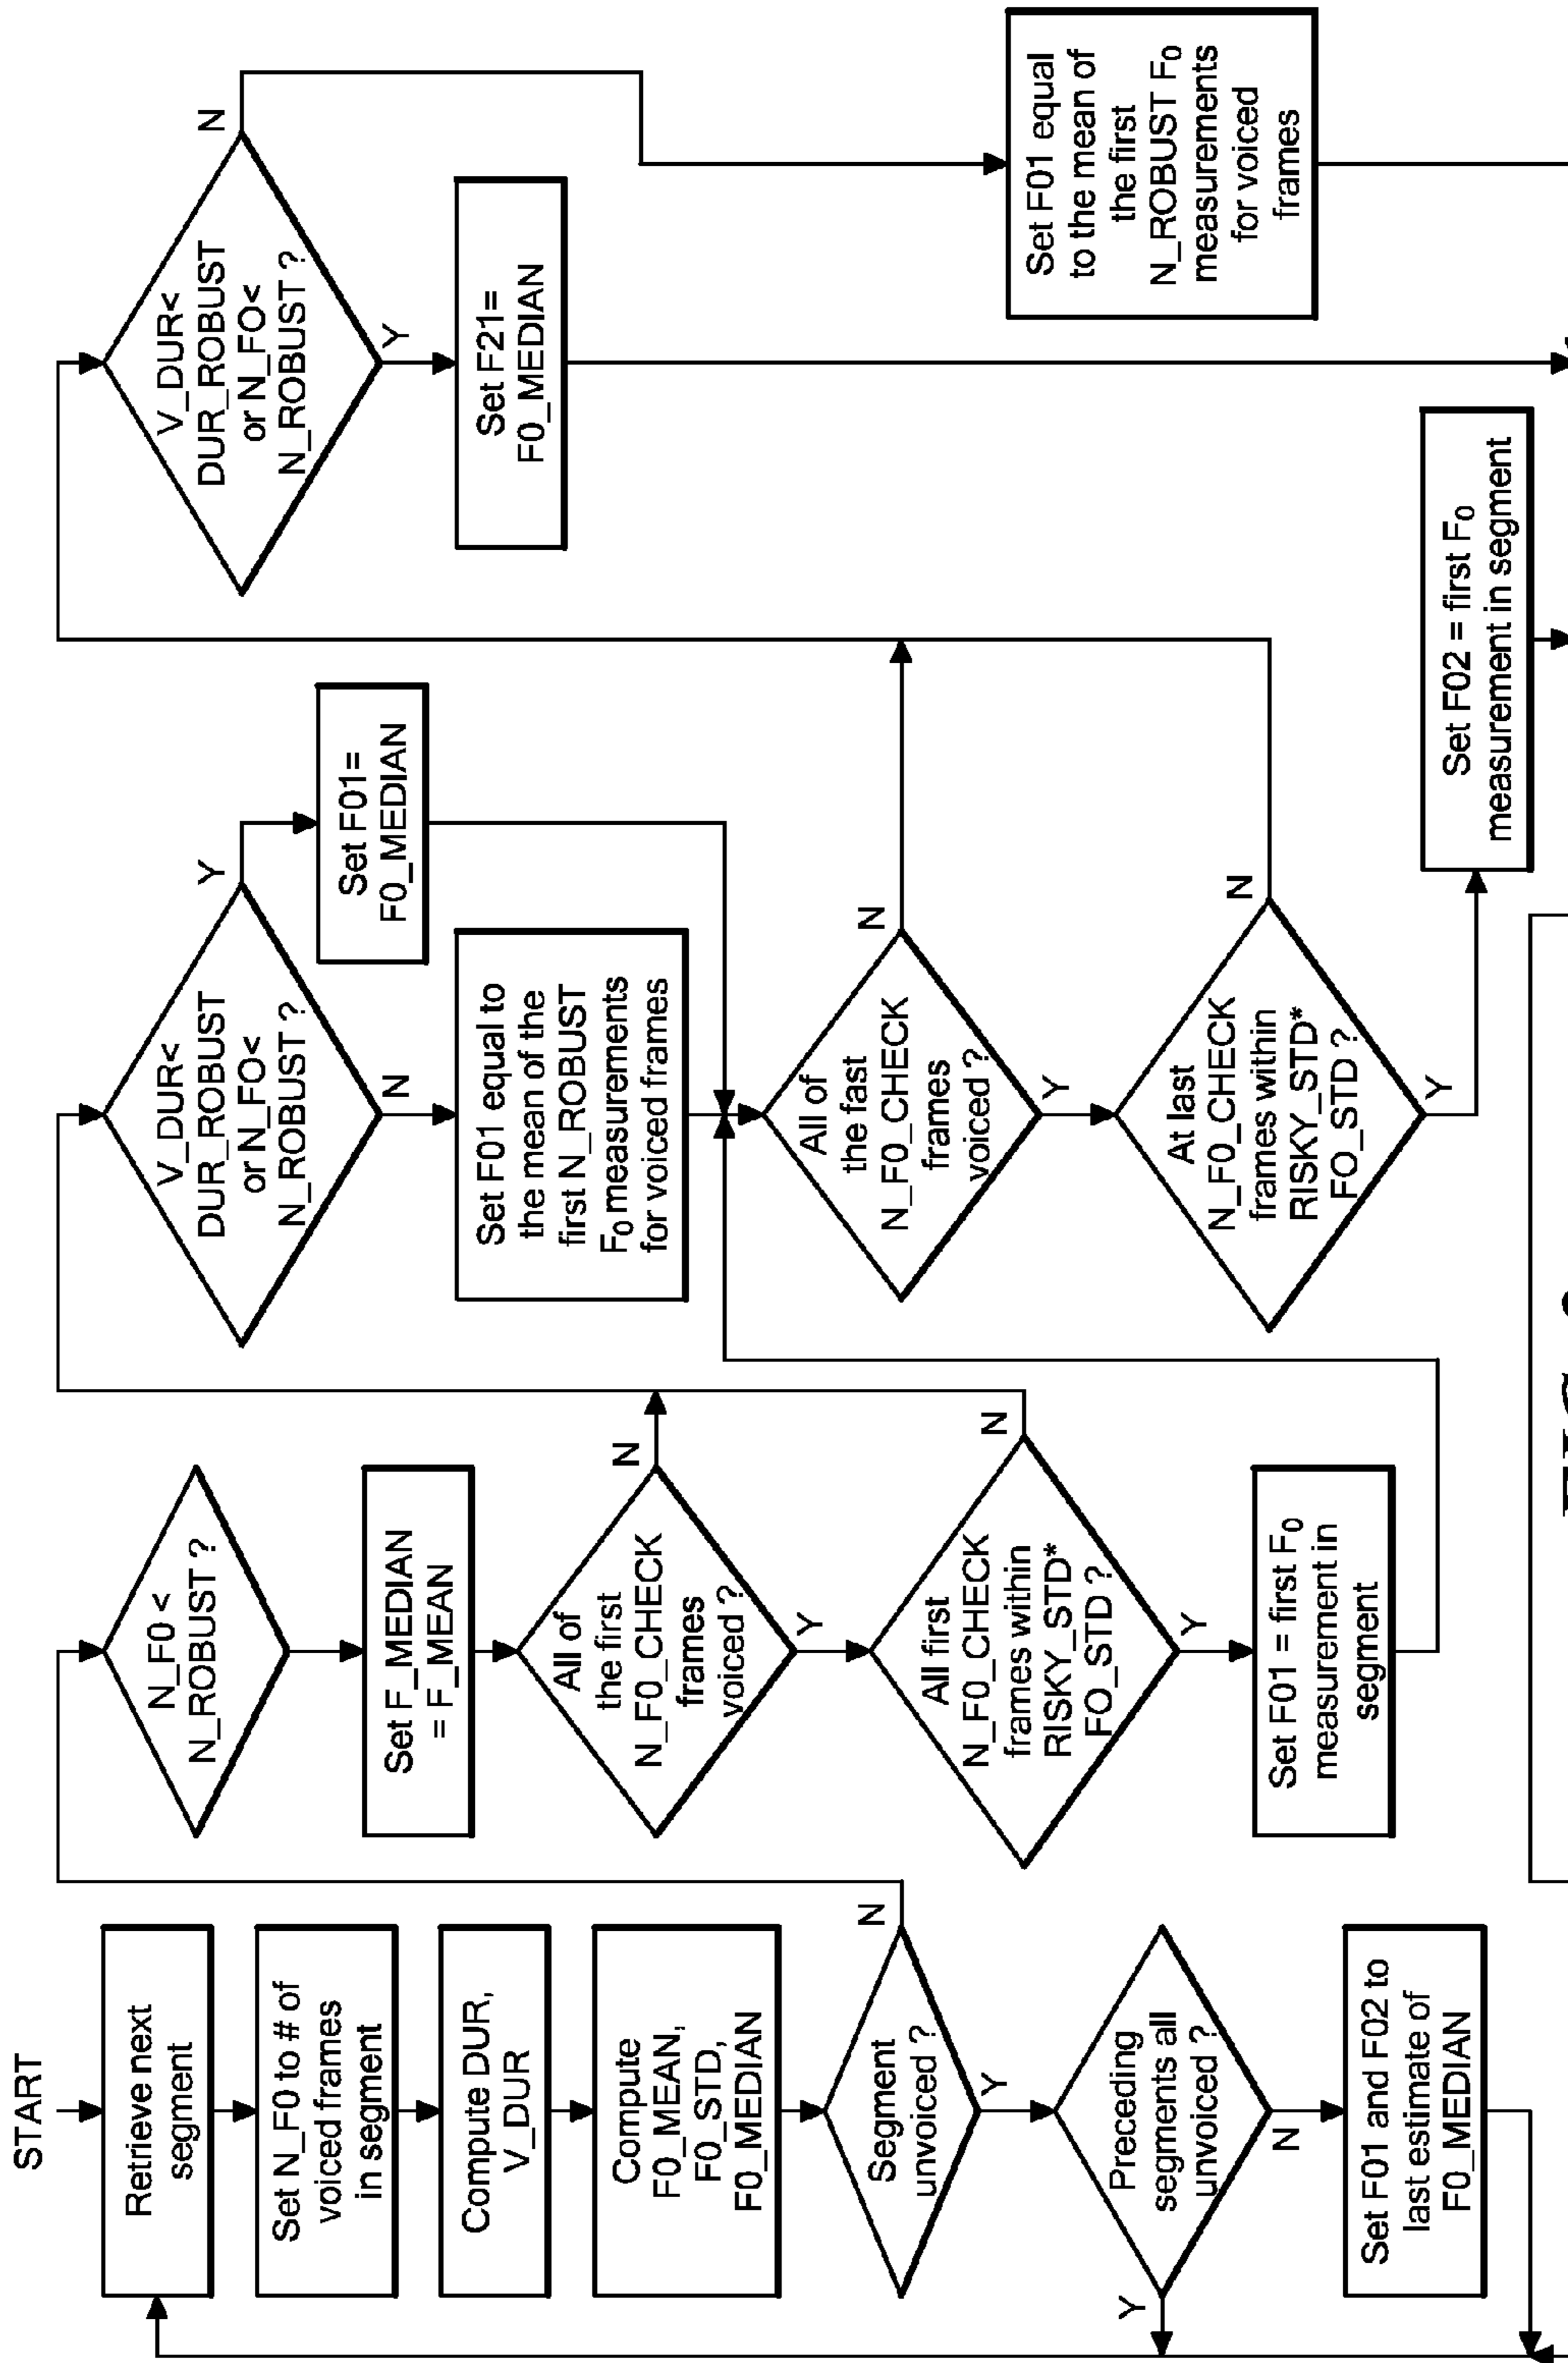 START
Retrieve next
segment
Set N_F0 to # of
voiced frames
in segment
Compute DUR,
V_DUR
Compute
F0_MEAN,
F0_STD,
F0_MEDIAN
Segment
unvoiced ?
N
Y
Preceding
segments all
unvoiced ?
Y
N
Set F01 and F02 to
last estimate of
F0_MEDIAN
N_F0 <
N_ROBUST ?
Set F_MEDIAN
= F_MEAN
All of
the first
N_F0_CHECK
frames
voiced ?
N
Y
All first
N_F0_CHECK
frames within
RISKY_STD*
FO_STD ?
N
Y
Set F01 = first F0
measurement in
segment
V_DUR<
DUR_ROBUST
or N_FO<
N_ROBUST ?
Y
N
Set F01=
F0_MEDIAN
Set F01 equal to
the mean of the
first N_ROBUST
F0 measurements
for voiced frames
All of
the fast
N_F0_CHECK
frames
voiced ?
N
Y
At last
N_F0_CHECK
frames within
RISKY_STD*
FO_STD ?
N
Y
Set F02 = first F0
measurement in segment
V_DUR<
DUR_ROBUST
or N_FO<
N_ROBUST ?
N
Y
Set F21=
F0_MEDIAN
Set F01 equal
to the mean of
the first
N_ROBUST F0
measurements
for voiced
frames